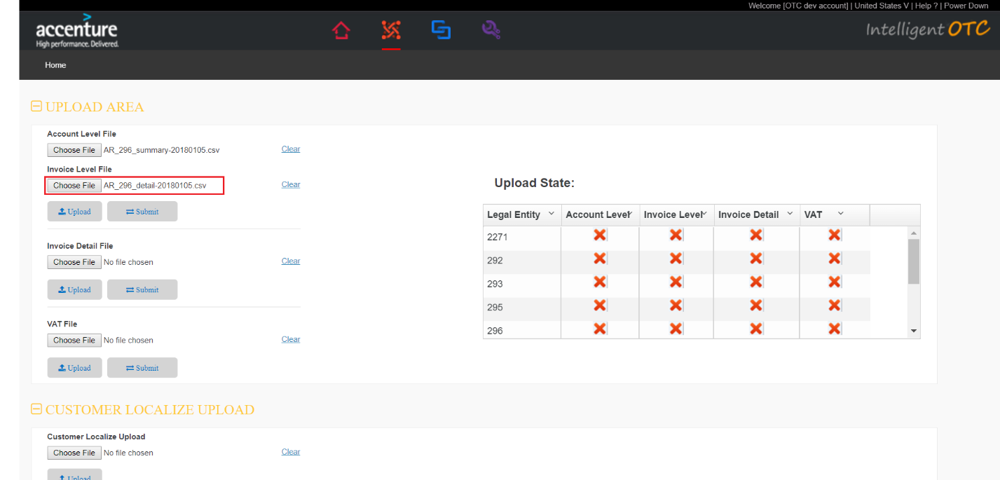 Welcome [OTC dev account] | United States V | Help ? | Power Down
accenture
High performance. Delivered.
Intelligent OTC
Home
UPLOAD AREA
Account Level File
Choose File AR_296_summary-20180105.csv Clear
Invoice Level File
Choose File AR_296_detail-20180105.csv Clear
Upload Submit
Invoice Detail File
Choose File No file chosen Clear
Upload Submit
VAT File
Choose File No file chosen Clear
Upload Submit
Upload State:
Legal Entity Account Level Invoice Level Invoice Detail VAT
2271
292
293
295
296
CUSTOMER LOCALIZE UPLOAD
Customer Localize Upload
Choose File No file chosen Clear
Upload